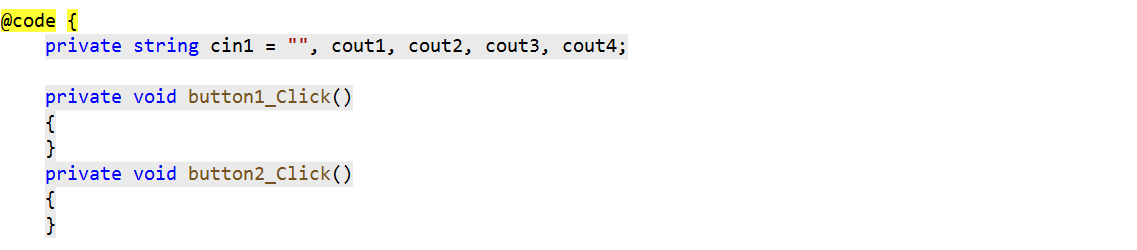 @code {
    private string cin1 = "", cout1, cout2, cout3, cout4;

    private void button1_Click()
    {
    }
    private void button2_Click()
    {
    }